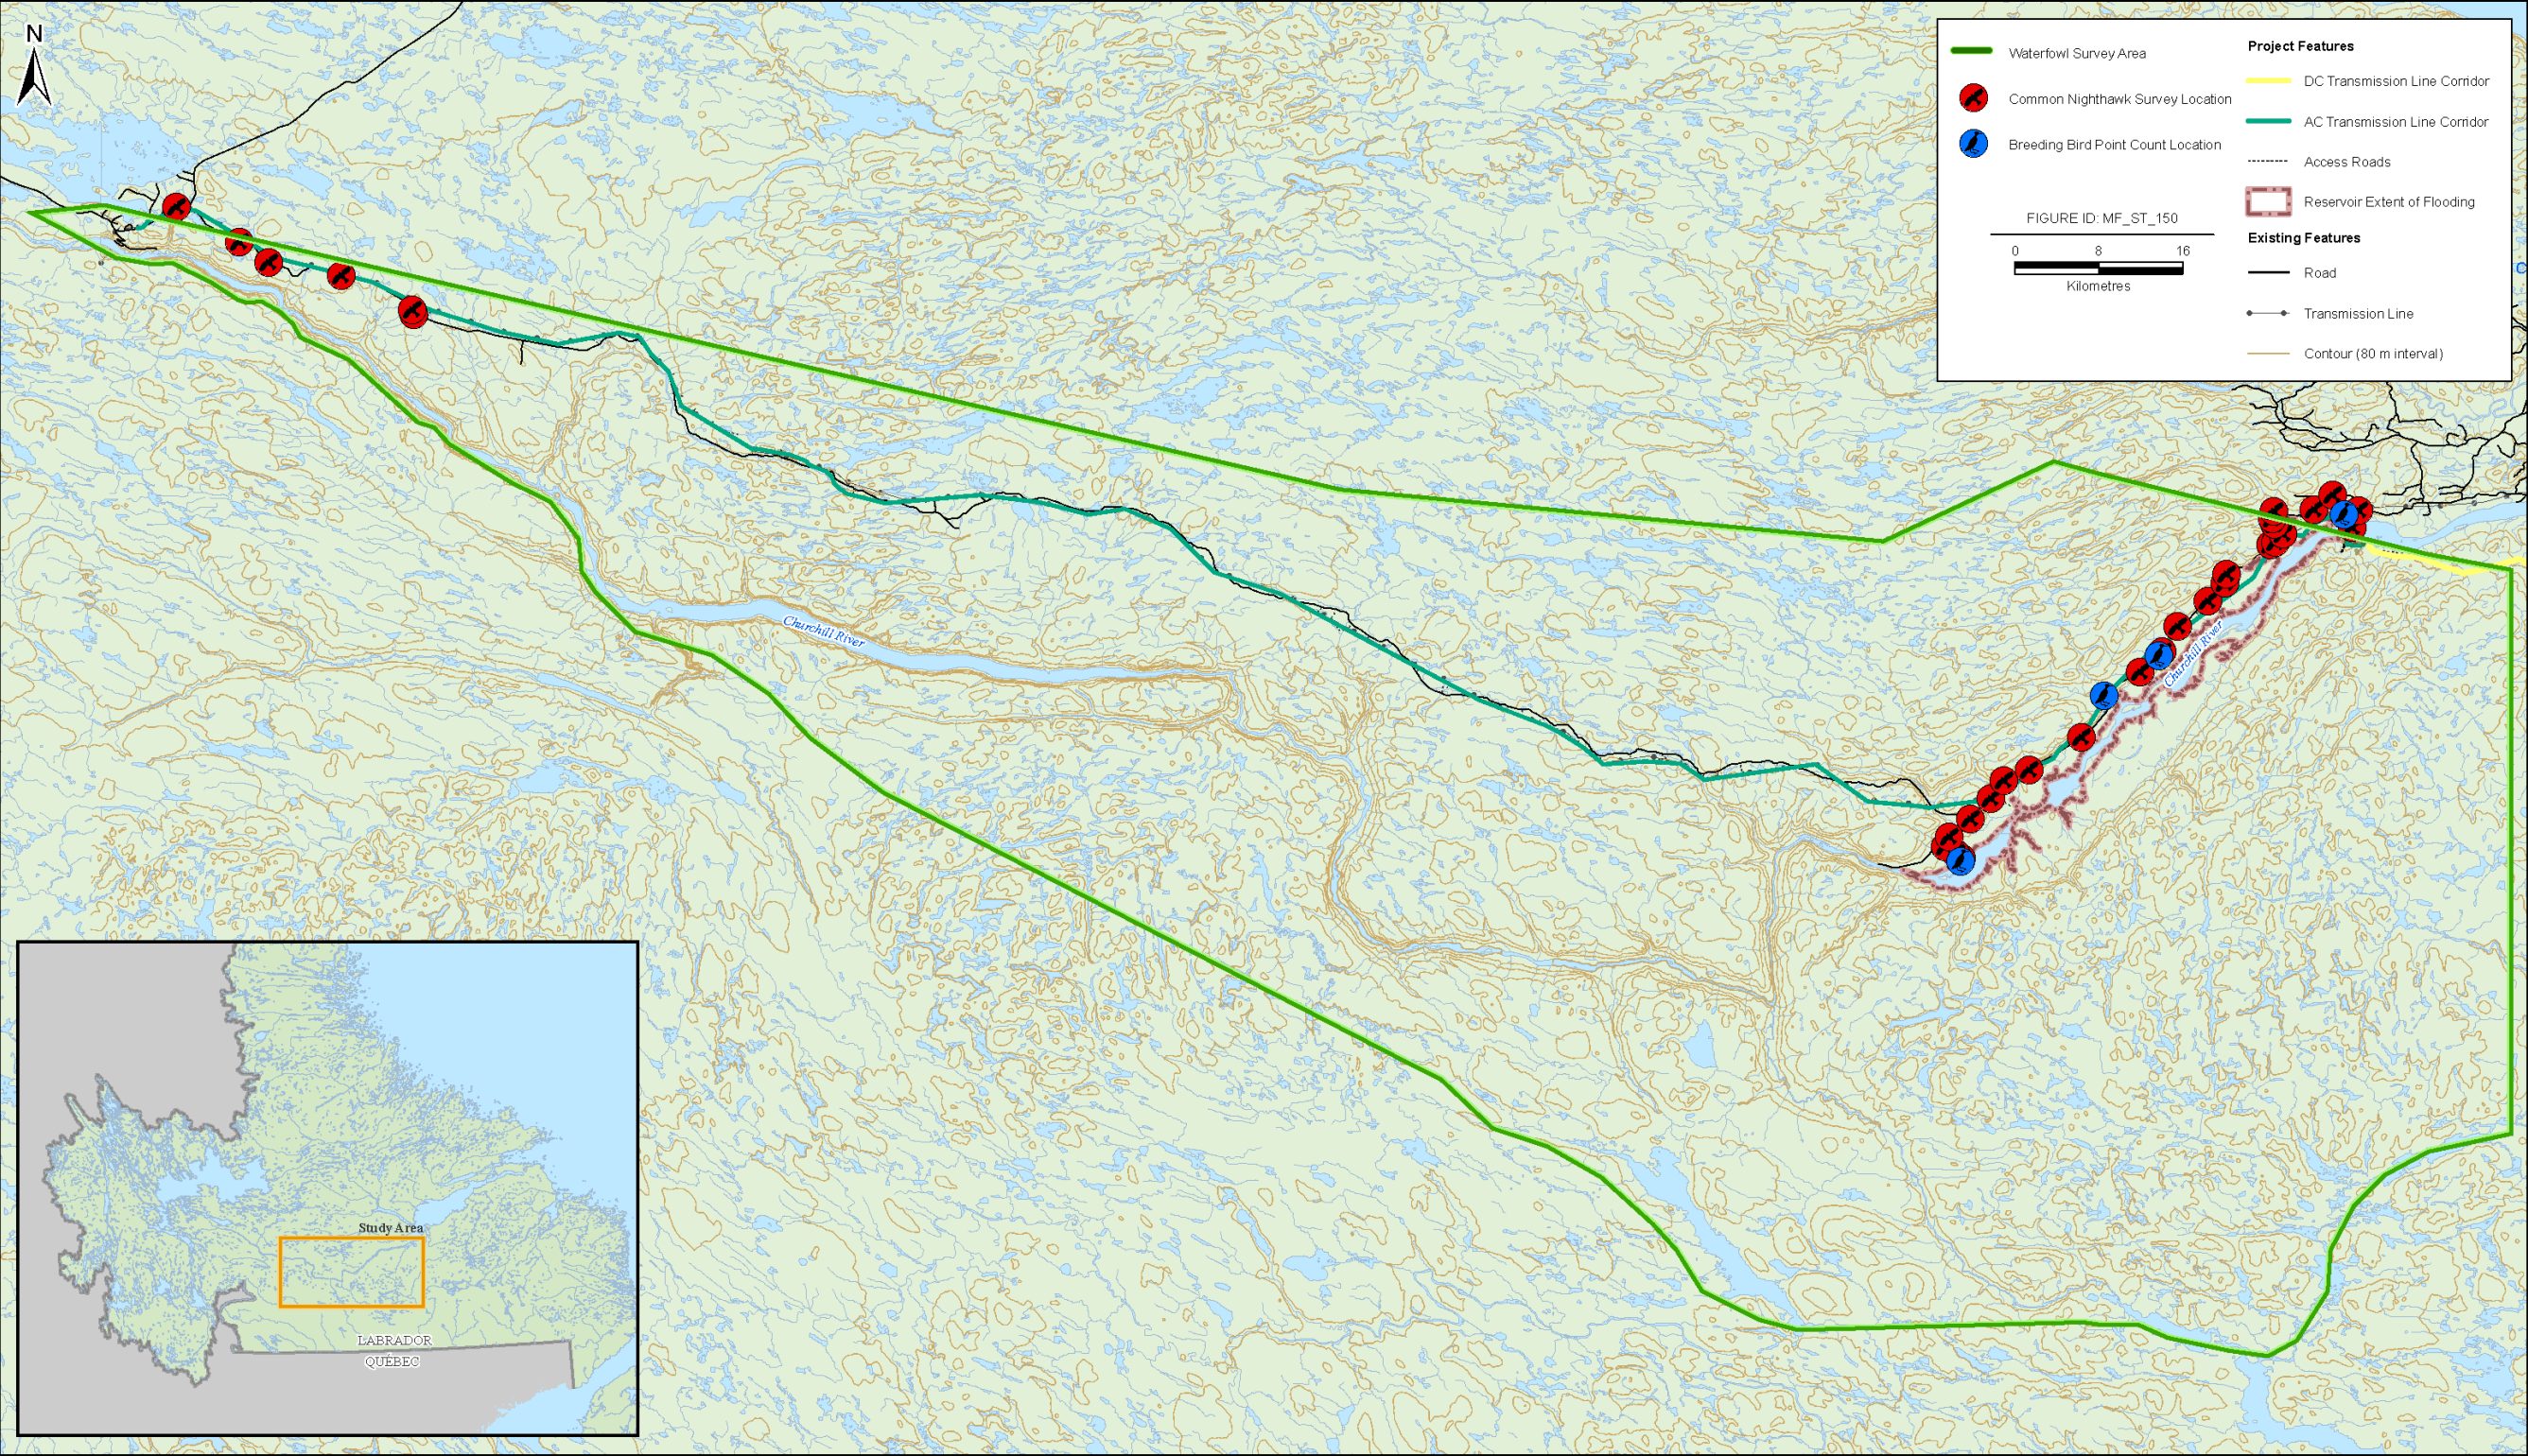 N
Waterfowl Survey Area
Common Nighthawk Survey Location
Breeding Bird Point Count Location
FIGURE ID: MF_ST_150
0 8 16
Kilometres
Project Features
DC Transmission Line Corridor
AC Transmission Line Corridor
Access Roads
Reservoir Extent of Flooding
Existing Features
Road
Transmission Line
Contour (80 m interval)
C
Churchill River
Churchill River
Study Area
LABRADOR
QUÉBEC